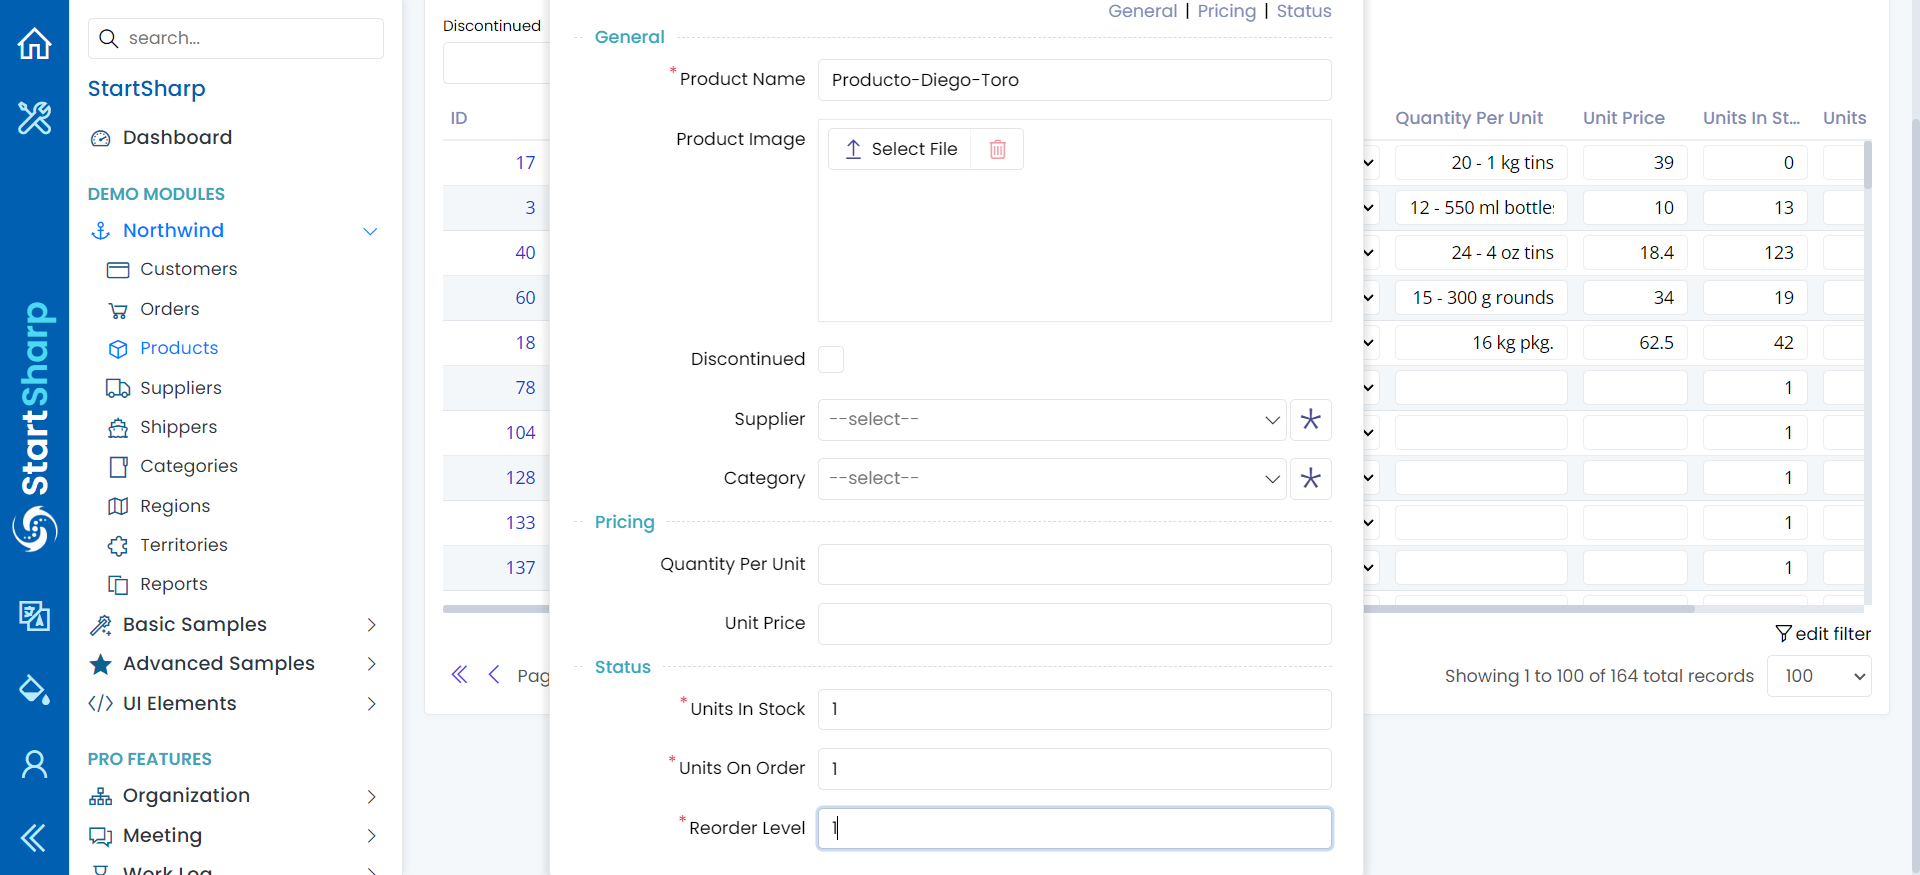 StartSharp
search...
StartSharp
Dashboard
DEMO MODULES
Northwind
Customers
Orders
Products
Suppliers
Shippers
Categories
Regions
Territories
Reports
Basic Samples
Advanced Samples
UI Elements
PRO FEATURES
Organization
Meeting
Work Log
Discontinued
ID
17
3
40
60
18
78
104
128
133
137
Pag
General | Pricing | Status
General
*Product Name Producto-Diego-Toro
Product Image Select File
Discontinued
Supplier --select--
Category --select--
Pricing
Quantity Per Unit
Unit Price
Status
*Units In Stock 1
*Units On Order 1
*Reorder Level 1
Quantity Per Unit Unit Price Units In St... Units
20 - 1 kg tins 39 0
12 - 550 ml bottles 10 13
24 - 4 oz tins 18.4 123
15 - 300 g rounds 34 19
16 kg pkg. 62.5 42
1
1
1
1
1
edit filter
Showing 1 to 100 of 164 total records 100